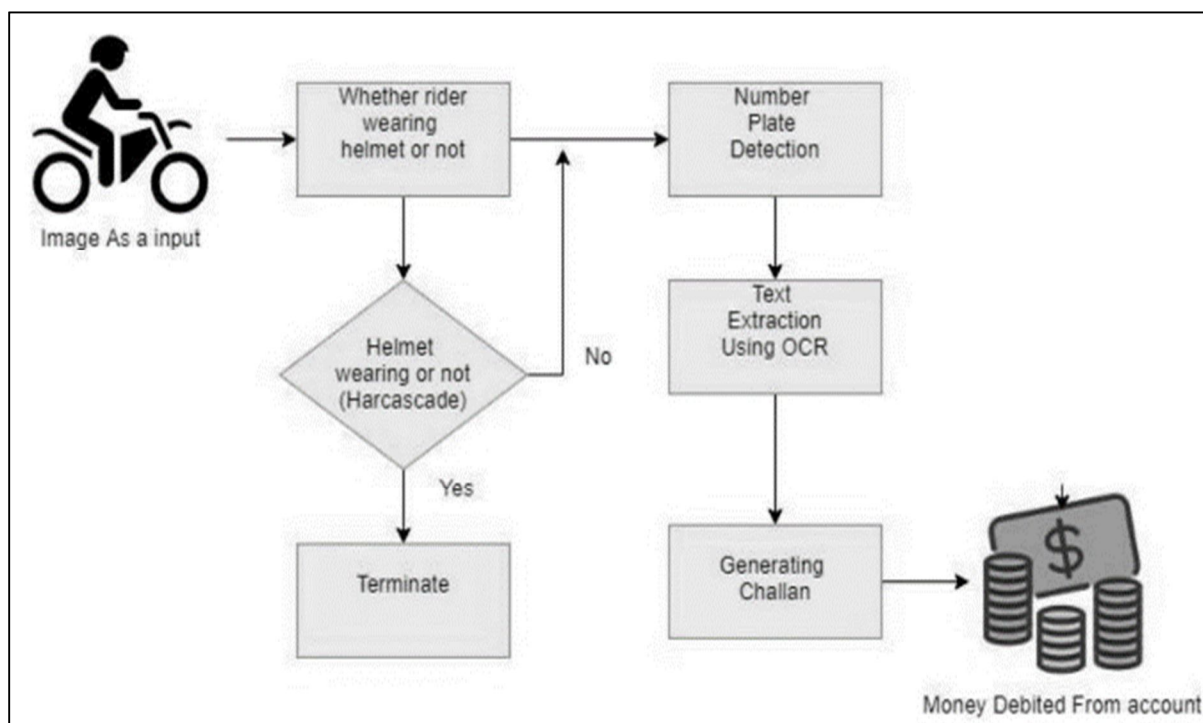 Image As a input
Whether rider
wearing
helmet or not
Helmet
wearing or not
(Harcascade)
No
Yes
Terminate
Number
Plate
Detection
Text
Extraction
Using OCR
Generating
Challan
$
Money Debited From account